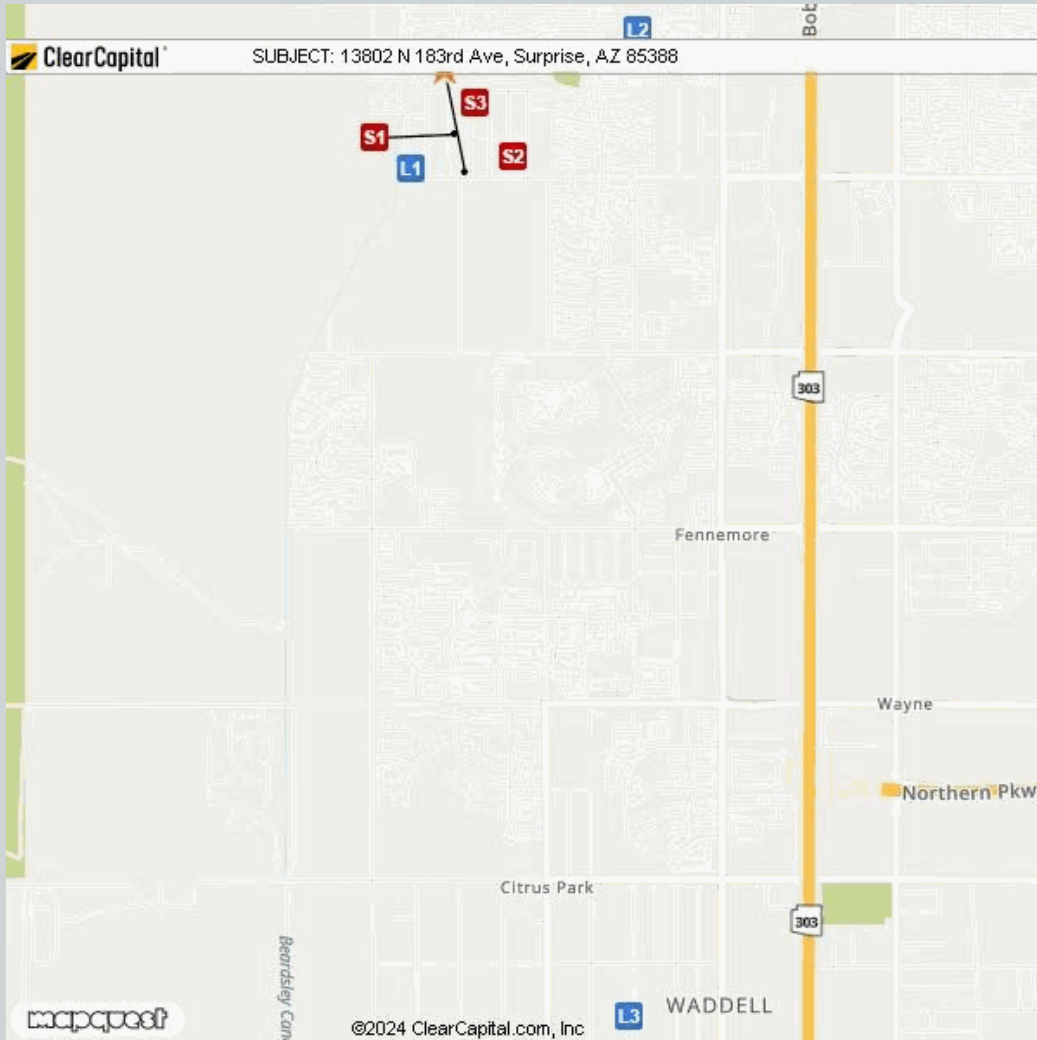 L2
Bob
ClearCapital
SUBJECT: 13802 N 183rd Ave, Surprise, AZ 85388
S3
S1
S2
L1
303
Fennemore
Wayne
Northern Pkw
Citrus Park
303
Beardsley Cana
L3
WADDELL
mapquest
©2024 ClearCapital.com, Inc